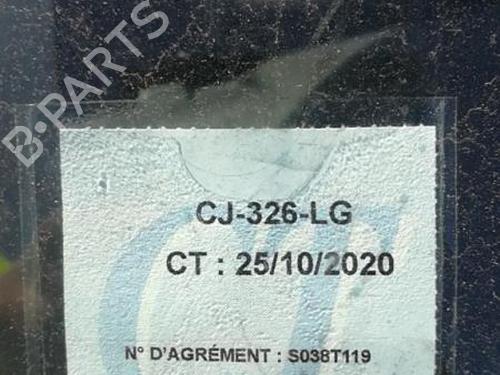 B-PARTS
CJ-326-LG
CT : 25/10/2020
N° D'AGRÉMENT : S038T119